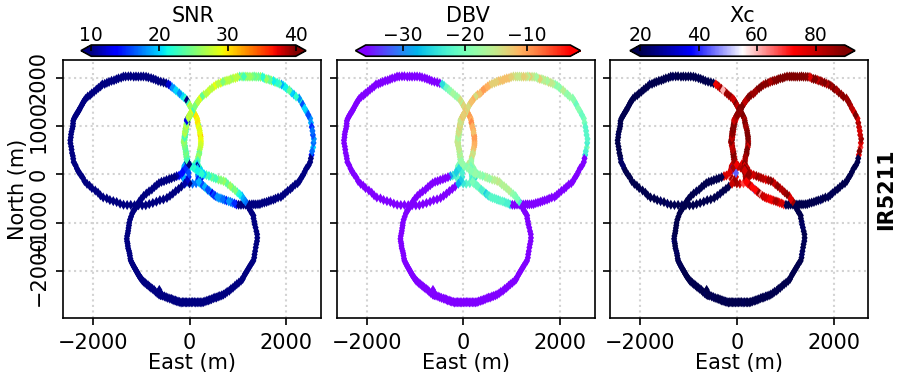 SNR
DBV
Xc
10 20 30 40
−30 −20 −10
20 40 60 80
North (m)
2000
1000
0
−1000
−2000
−2000 0 2000
−2000 0 2000
−2000 0 2000
East (m)
East (m)
East (m)
IR5211